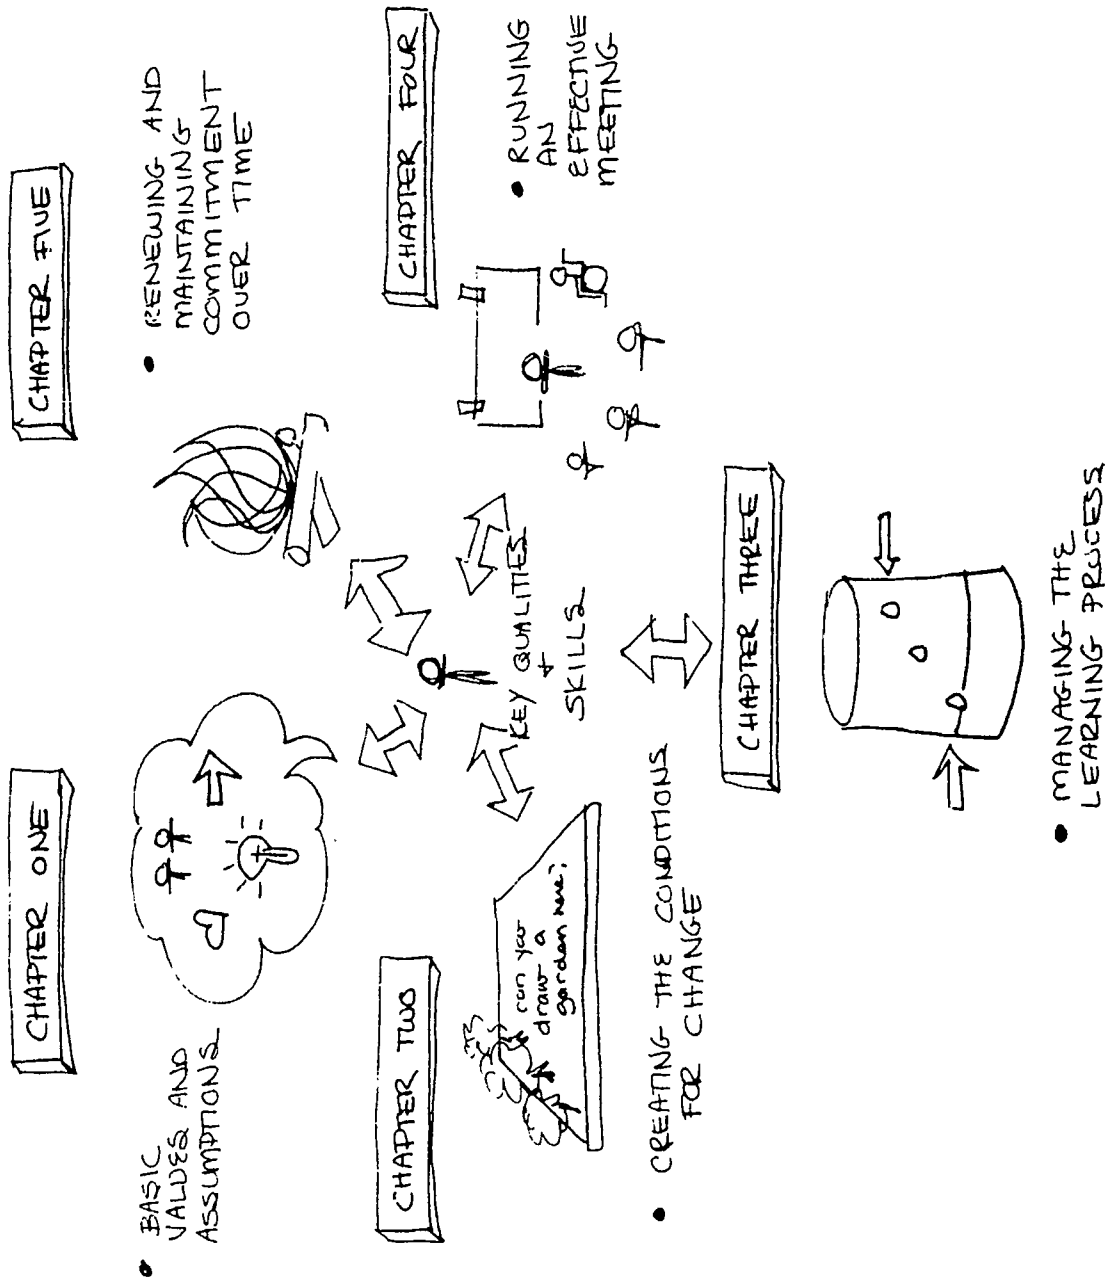 CHAPTER ONE
• BASIC
VALUES AND
ASSUMPTIONS
CHAPTER TWO
can you
draw a
garden here?
• CREATING THE CONDITIONS
FOR CHANGE
CHAPTER THREE
• MANAGING THE
LEARNING PROCESS
CHAPTER FOUR
• RUNNING
AN
EFFECTIVE
MEETING
CHAPTER FIVE
• RENEWING AND
MAINTAINING
COMMITMENT
OVER TIME
KEY QUALITIES
+
SKILLS